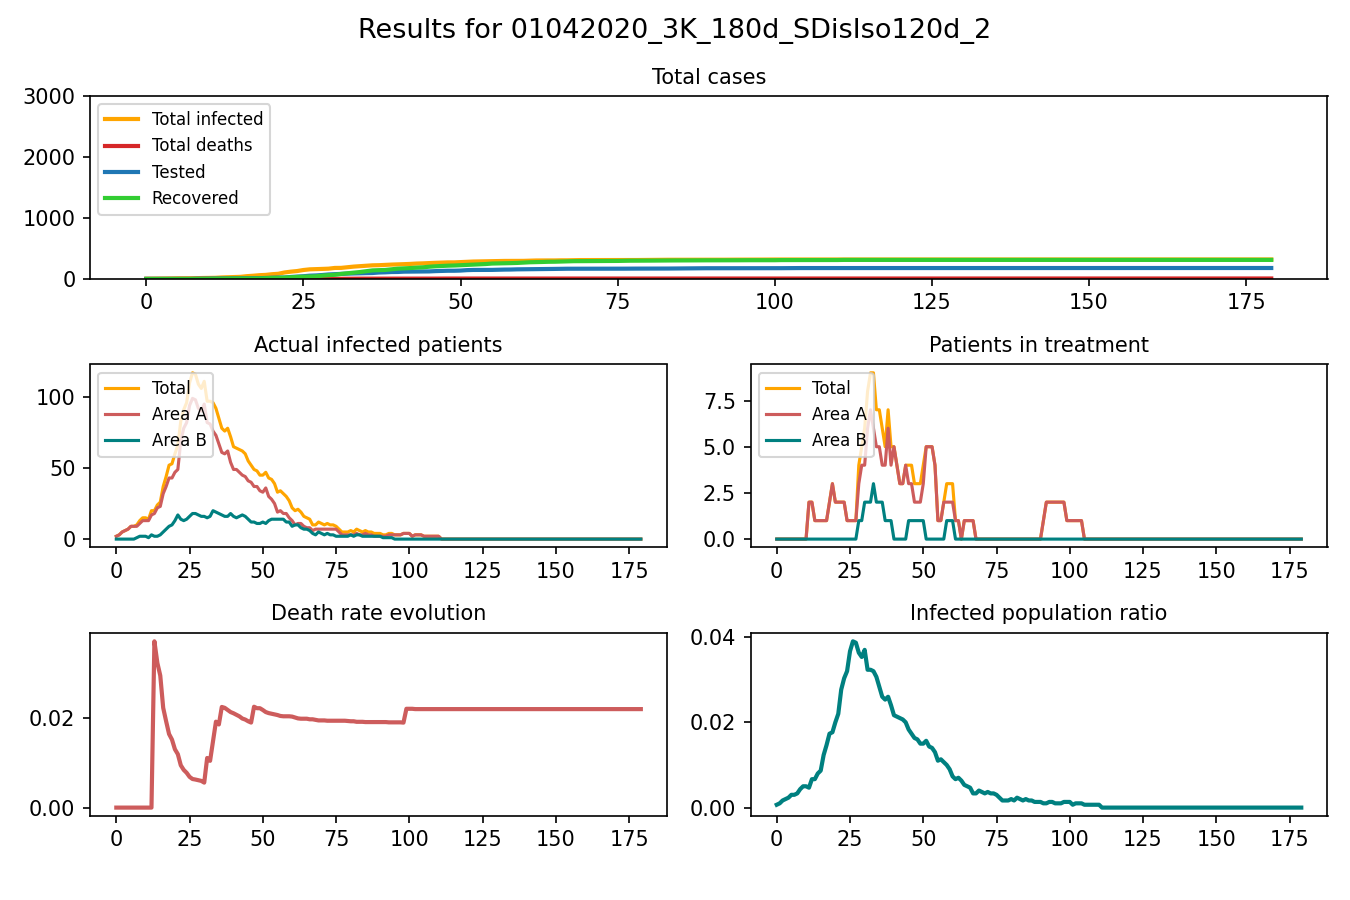 Results for 01042020_3K_180d_SDisIso120d_2
Total cases
3000
2000
1000
0
Total infected
Total deaths
Tested
Recovered
0 25 50 75 100 125 150 175
Actual infected patients
100
50
0
Total
Area A
Area B
0 25 50 75 100 125 150 175
Patients in treatment
7.5
5.0
2.5
0.0
Total
Area A
Area B
0 25 50 75 100 125 150 175
Death rate evolution
0.02
0.00
0 25 50 75 100 125 150 175
Infected population ratio
0.04
0.02
0.00
0 25 50 75 100 125 150 175